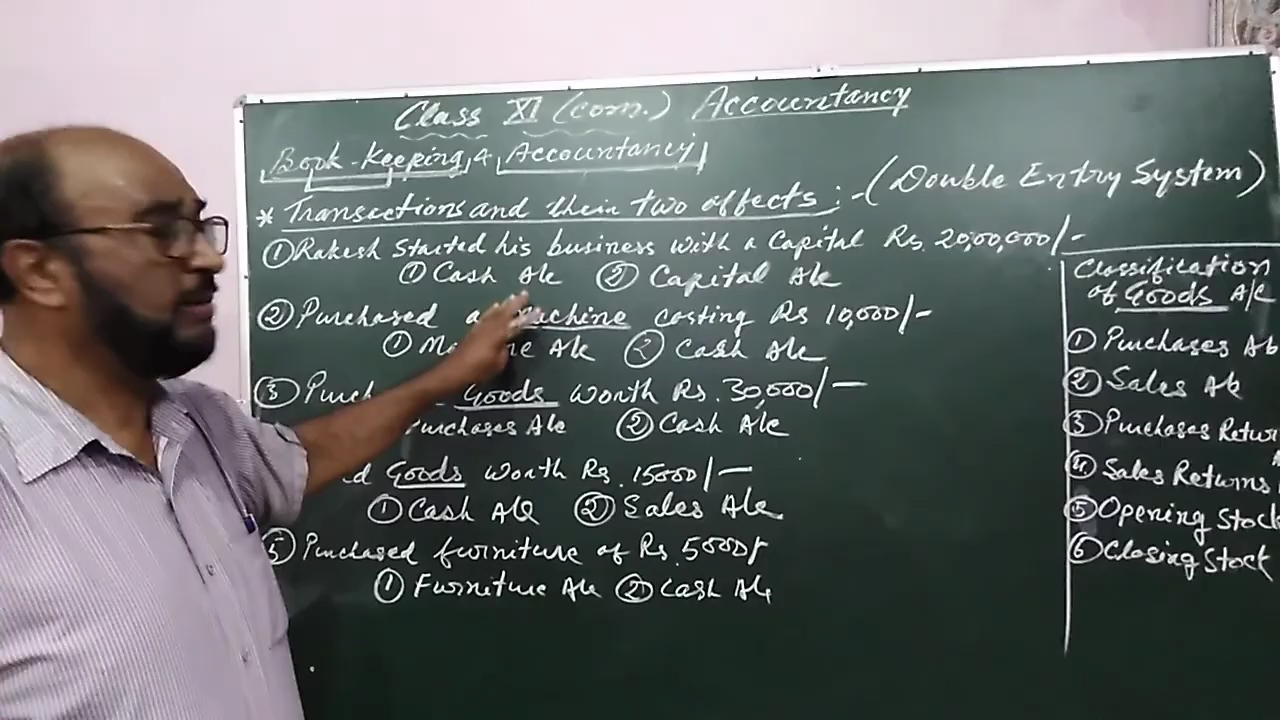 Class XI (com.) Accountancy
Book-Keeping & Accountancy
* Transactions and their two affects :- (Double Entry System)
① Rakesh Started his business with a Capital Rs. 20,00,000/-
① Cash A/c ② Capital A/c
② Purchased a machine costing Rs 10,000/-
① A/c ② Cash A/c
③ Goods worth Rs. 30,000/-
Purchases A/c ② Cash A/c
Goods worth Rs. 15000/-
① Cash A/c ② Sales A/c
5 Purchased furniture of Rs. 5000/
① Furniture A/c ② Cash A/c
Classification
of Goods A/c
① Purchases A/c
② Sales A/c
③ Purchases
④ Sales Returns
⑤ Opening Stock
⑥ Closing Stock